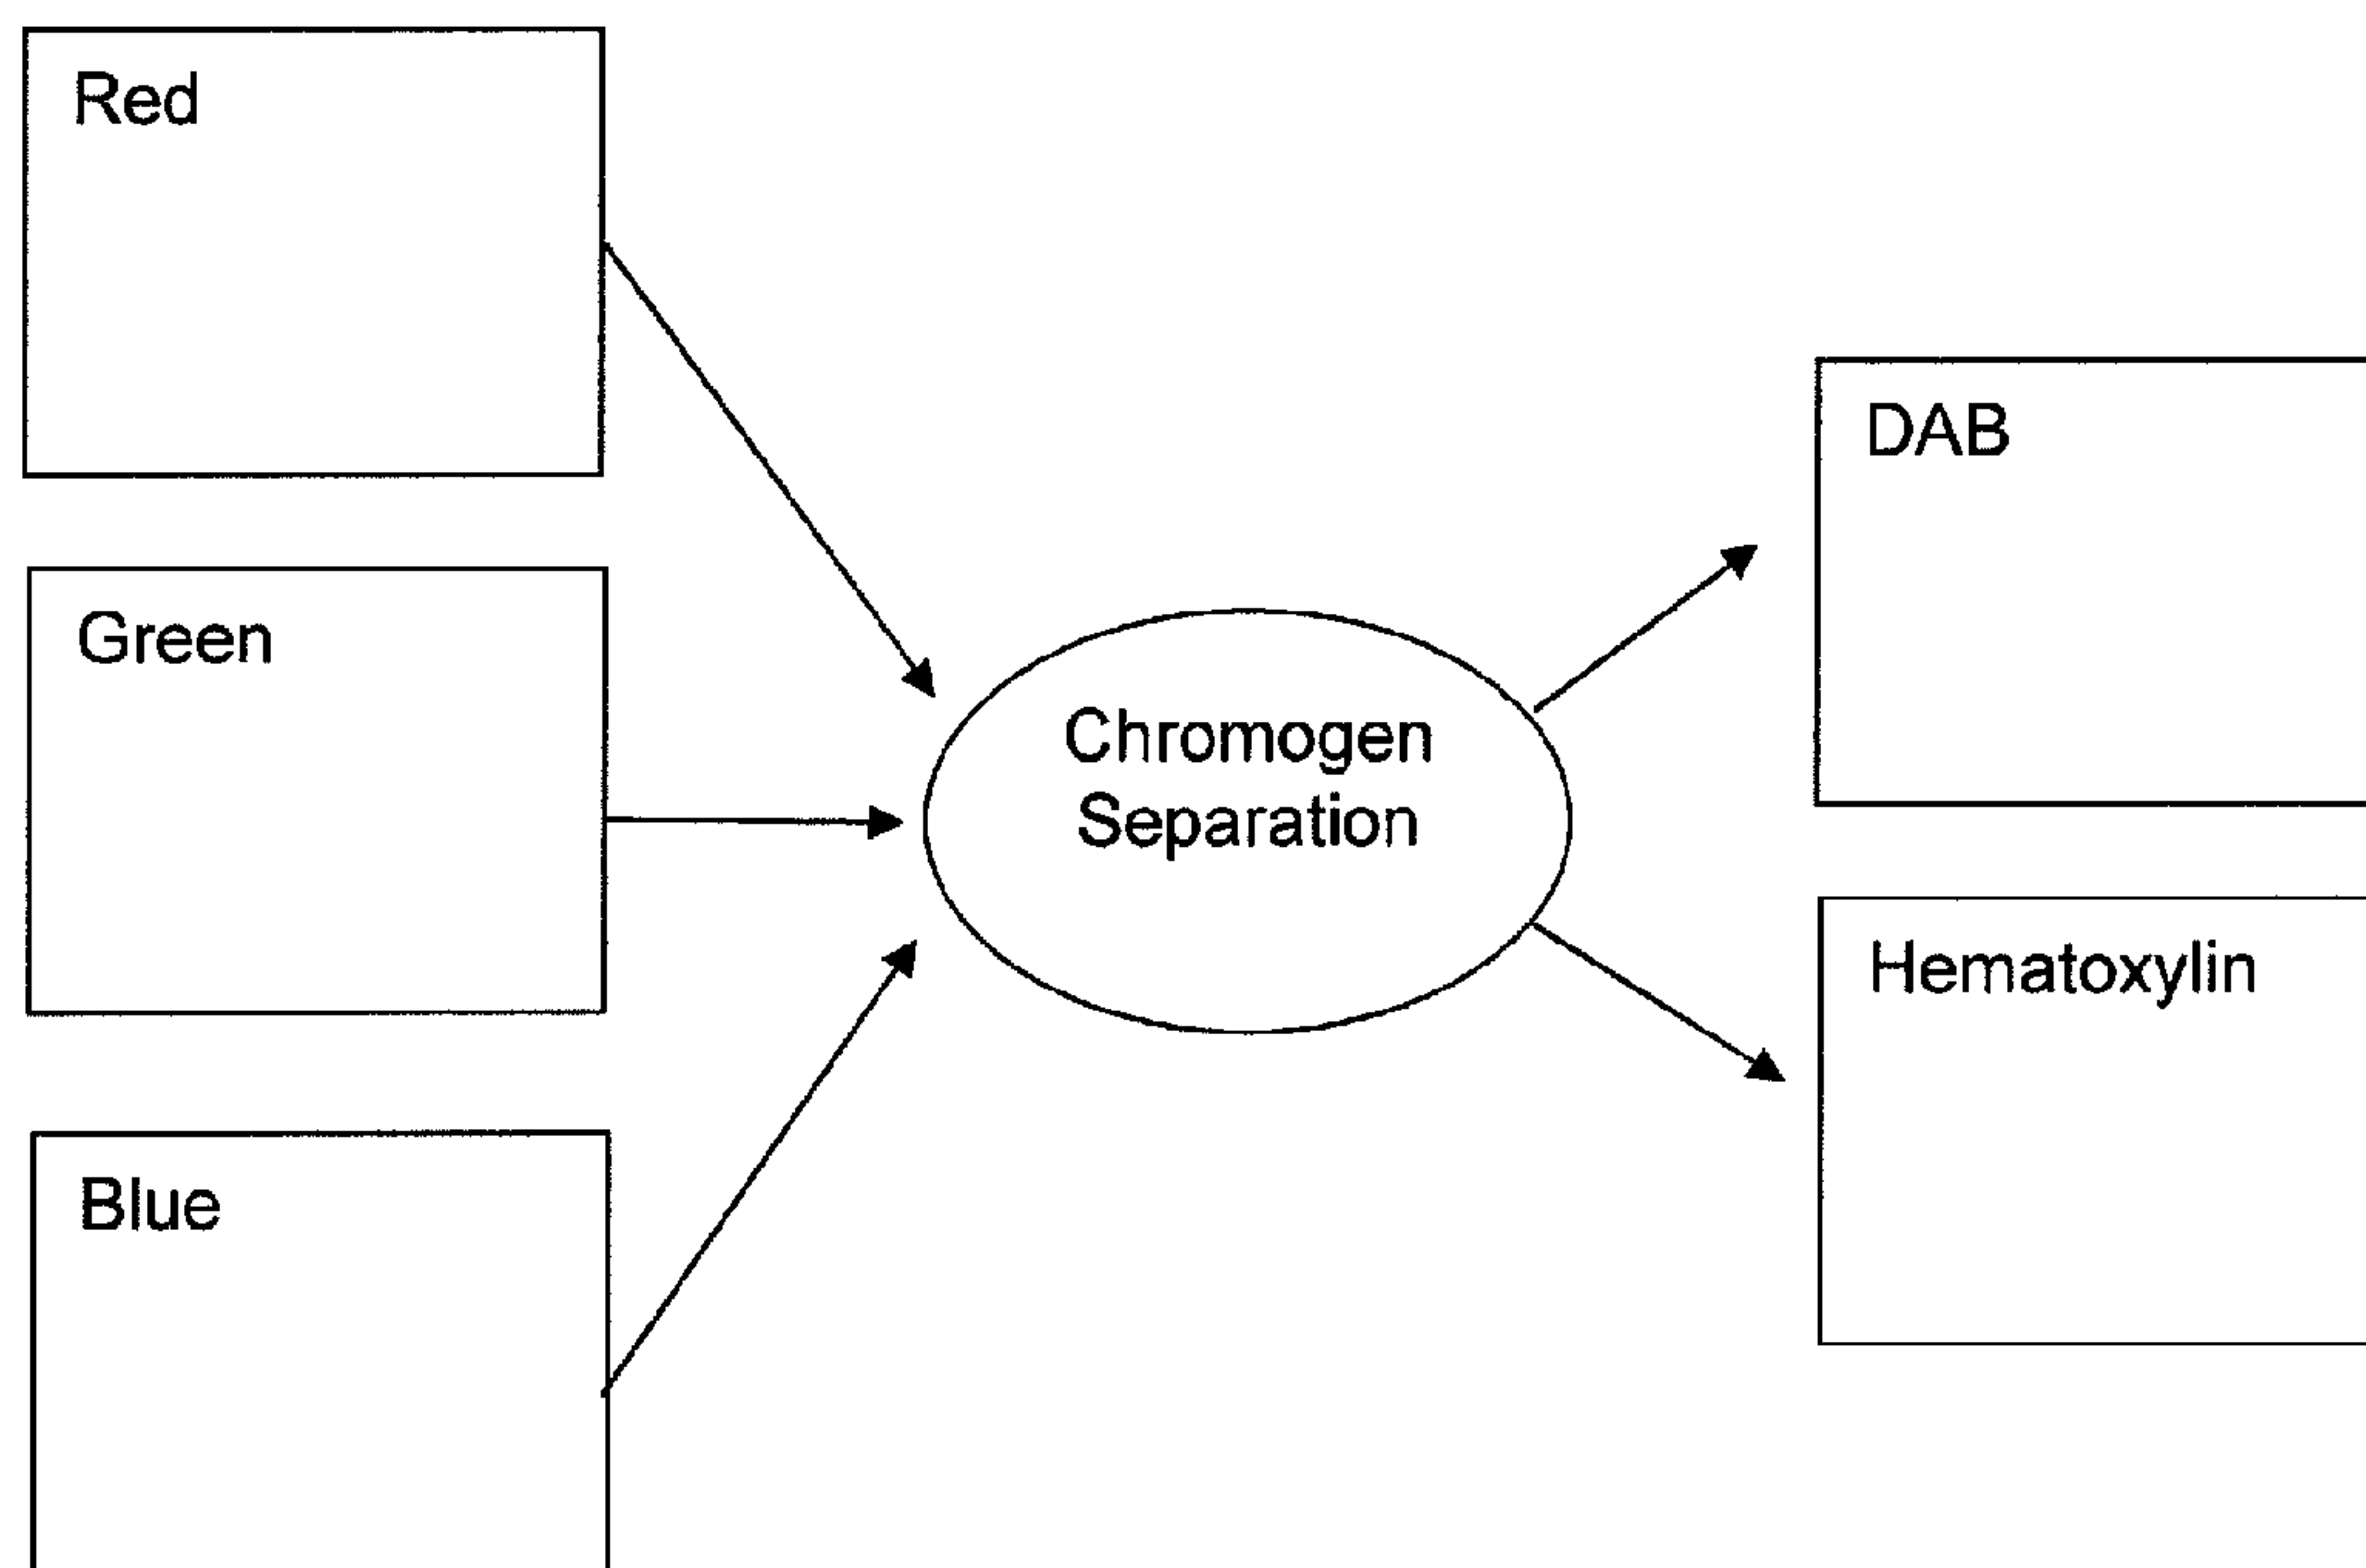 Red
Green
Blue
Chromogen
Separation
DAB
Hematoxylin